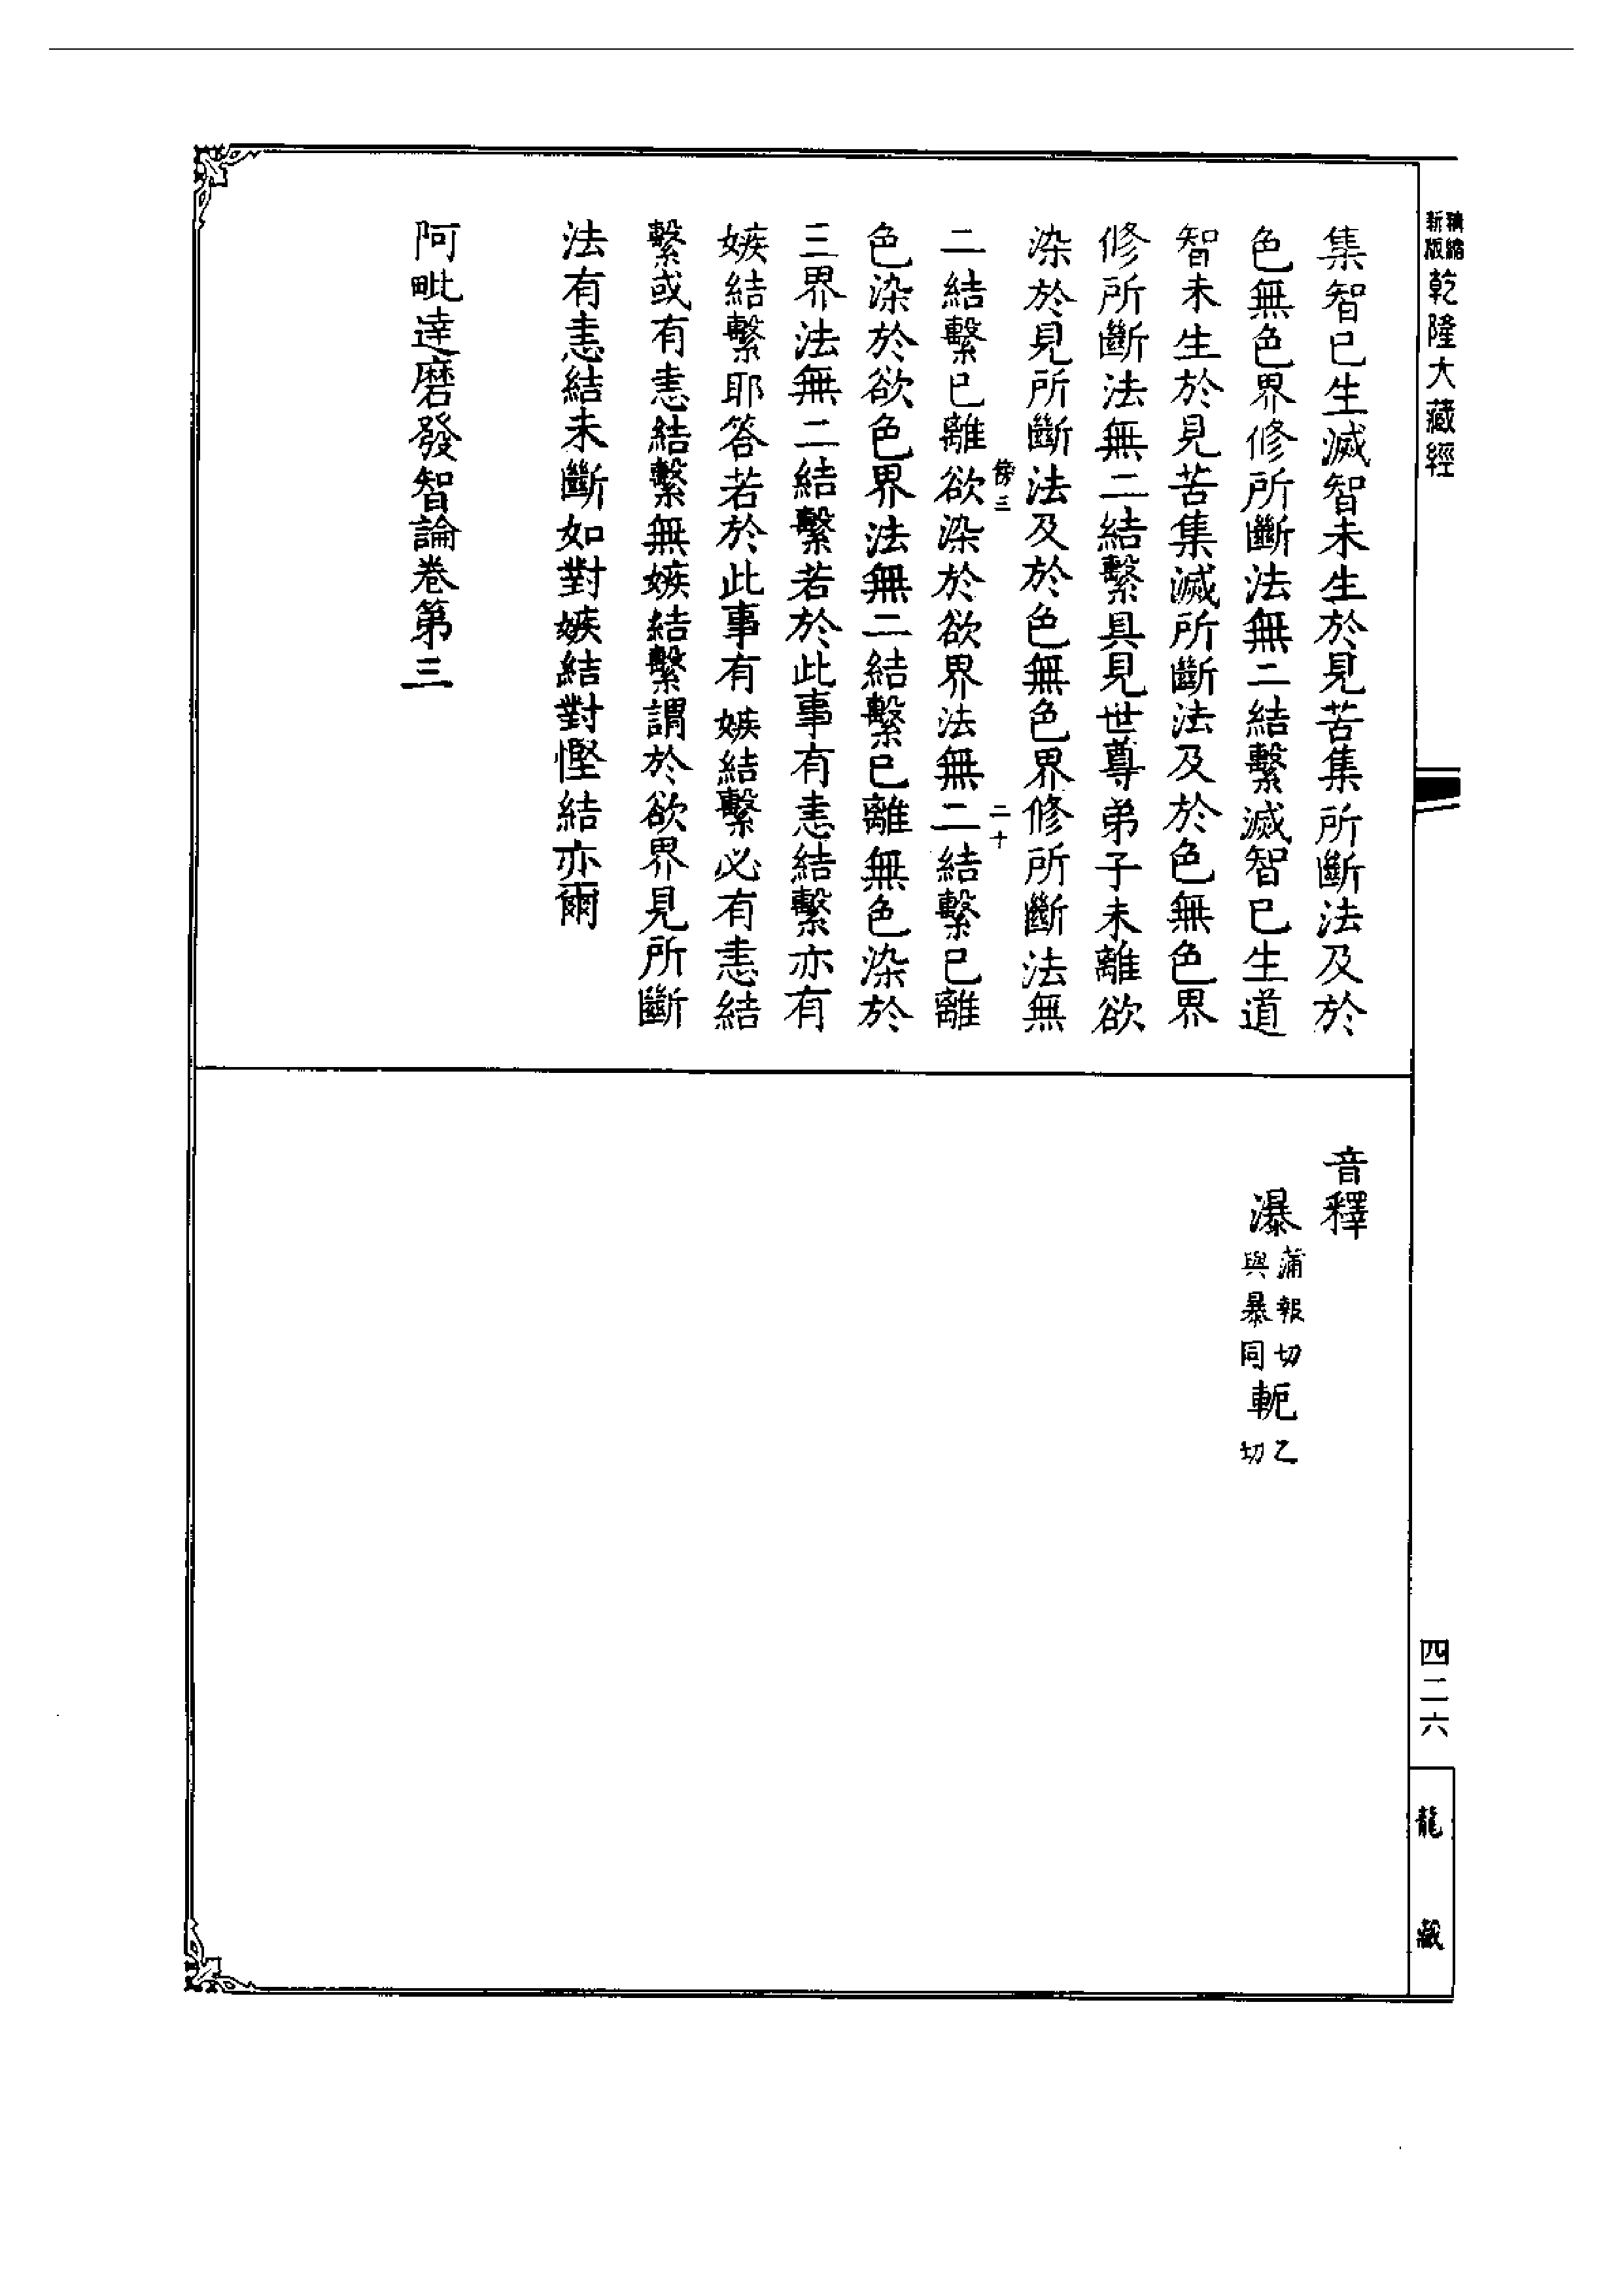 精縮新版乾隆大藏經
集智已生滅智未生於見苦集所斷法及於
色無色界修所斷法無二結繫滅智已生道
智未生於見苦集滅所斷法及於色無色界
修所斷法無二結繫具見世尊弟子未離欲
染於見所斷法及於色無色界修所斷法無
傍三
二十
二結繫已離欲染於欲界法無二結繫已離
色染於欲色界法無二結繫已離無色染於
三界法無二結繫若於此事有恚結繫亦有
嫉結繫耶答若於此事有嫉結繫必有恚結
繫或有恚結繫無嫉結繫謂於欲界見所斷
法有恚結未斷如對嫉結對慳結亦爾
阿毗達磨發智論卷第三
音釋
瀑蒲報切與暴同軛乙切
四二六
龍藏